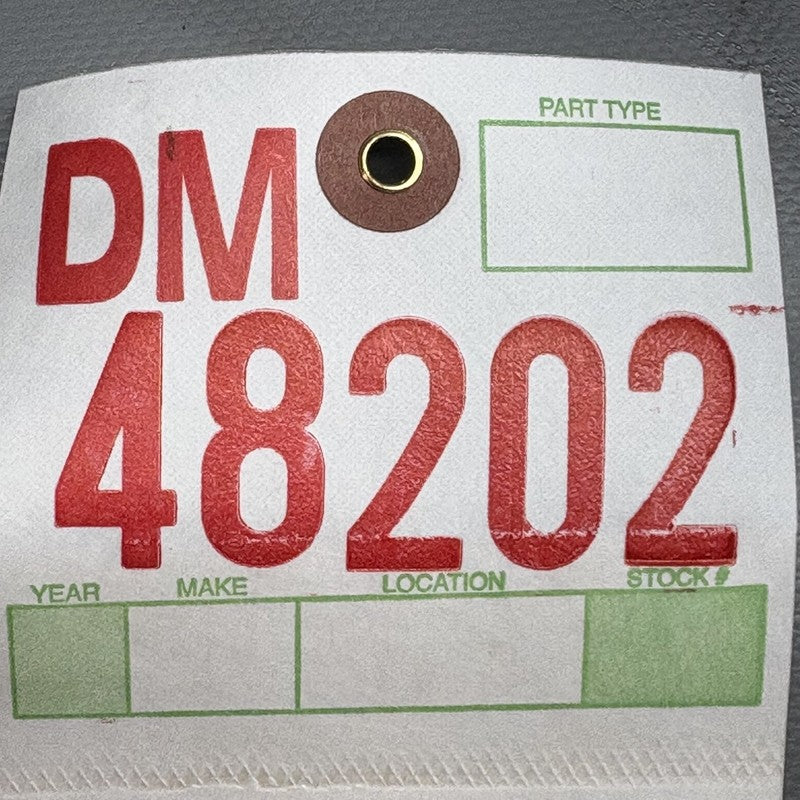 DM
PART TYPE
48202
YEAR MAKE LOCATION STOCK #